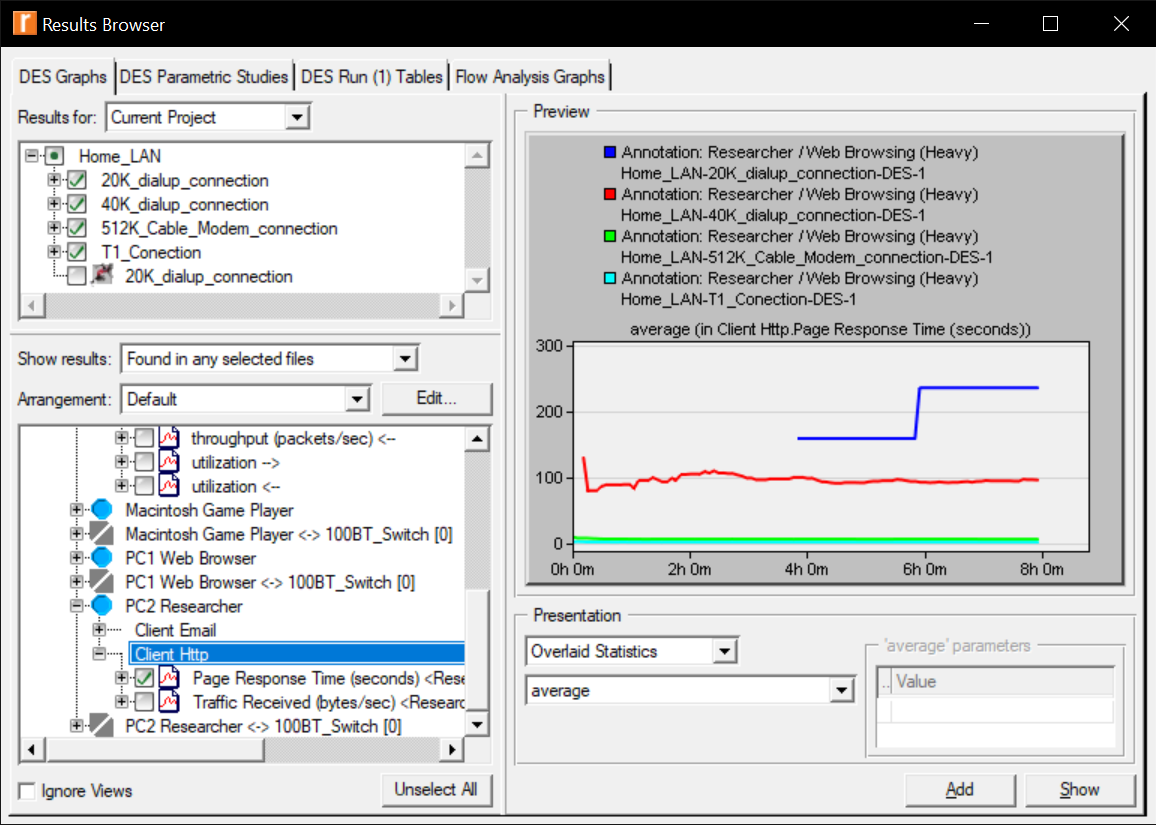 Results Browser
DES Graphs
DES Parametric Studies
DES Run (1) Tables
Flow Analysis Graphs
Results for:
Current Project
Home_LAN
20K_dialup_connection
40K_dialup_connection
512K_Cable_Modem_connection
T1_Conection
20K_dialup_connection
Show results:
Found in any selected files
Arrangement:
Default
Edit...
throughput (packets/sec) <--
utilization -->
utilization <--
Macintosh Game Player
Macintosh Game Player <-> 100BT_Switch [0]
PC1 Web Browser
PC1 Web Browser <-> 100BT_Switch [0]
PC2 Researcher
Client Email
Client Http
Page Response Time (seconds) <Rese
Traffic Received (bytes/sec) <Researc
PC2 Researcher <-> 100BT_Switch [0]
Ignore Views
Unselect All
Preview
Annotation: Researcher / Web Browsing (Heavy)
Home_LAN-20K_dialup_connection-DES-1
Annotation: Researcher / Web Browsing (Heavy)
Home_LAN-40K_dialup_connection-DES-1
Annotation: Researcher / Web Browsing (Heavy)
Home_LAN-512K_Cable_Modem_connection-DES-1
Annotation: Researcher / Web Browsing (Heavy)
Home_LAN-T1_Conection-DES-1
average (in Client Http.Page Response Time (seconds))
300
200
100
0
0h 0m
2h 0m
4h 0m
6h 0m
8h 0m
Presentation
Overlaid Statistics
average
'average' parameters
.. Value
Add
Show